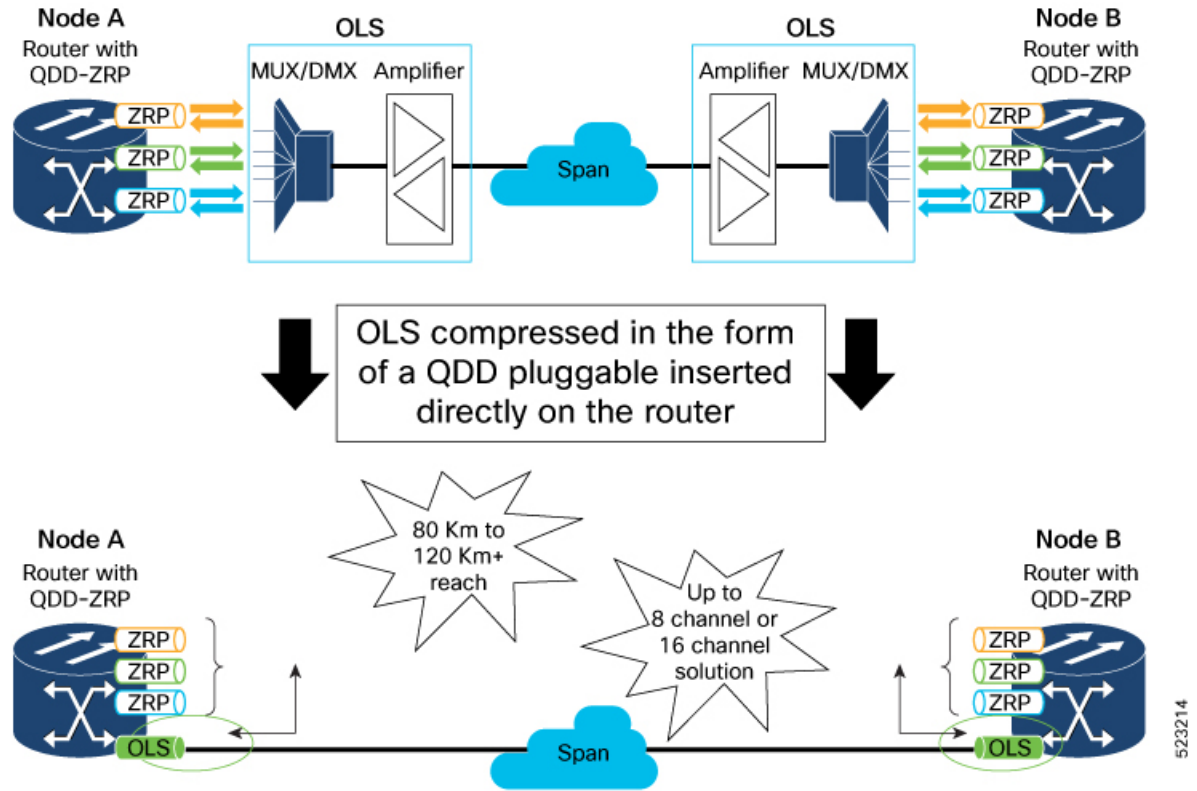 Node A
Router with
QDD-ZRP
OLS
OLS
Node B
Router with
QDD-ZRP
MUX/DMX
Amplifier
Amplifier
MUX/DMX
ZRP
ZRP
ZRP
Span
ZRP
ZRP
ZRP
OLS compressed in the form
of a QDD pluggable inserted
directly on the router
80 Km to
120 Km+
reach
Up to
8 channel or
16 channel
solution
Node A
Router with
QDD-ZRP
ZRP
ZRP
ZRP
OLS
Span
Node B
Router with
QDD-ZRP
ZRP
ZRP
ZRP
OLS
523214